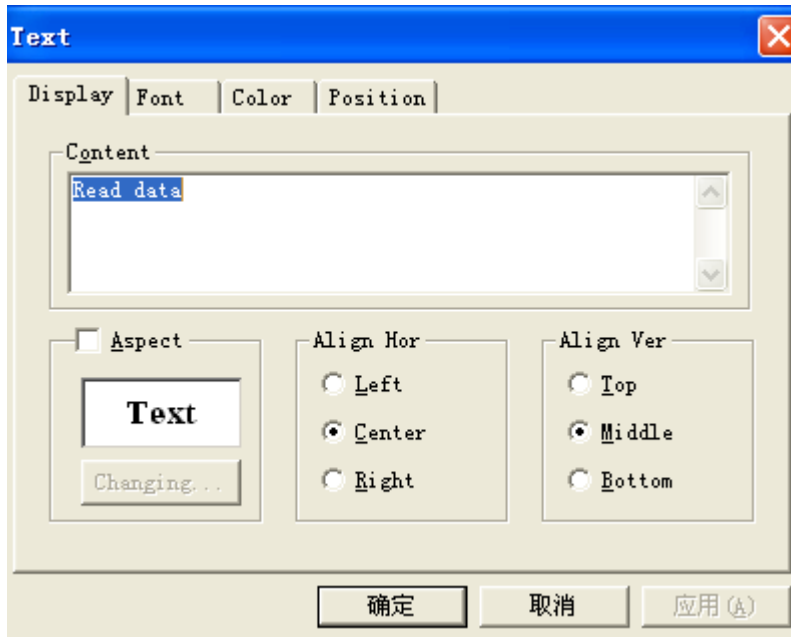 Text
Display Font Color Position
Content
Read data
Aspect
Text
Changing...
Align Hor
Left
Center
Right
Align Ver
Top
Middle
Bottom
确定 取消 应用(A)